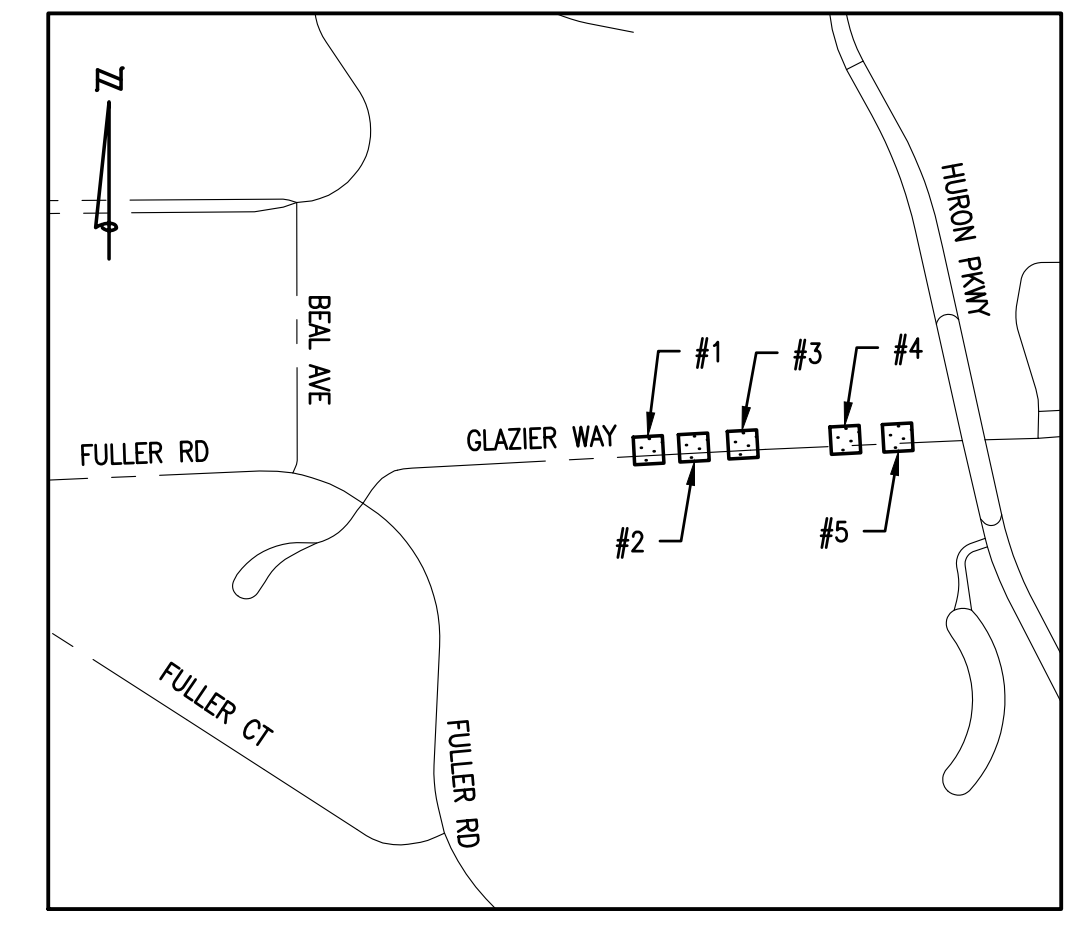 N
HURON PKWY
BEAL AVE
#1
#3
#4
GLAZIER WAY
FULLER RD
#2
#5
FULLER CT
FULLER RD